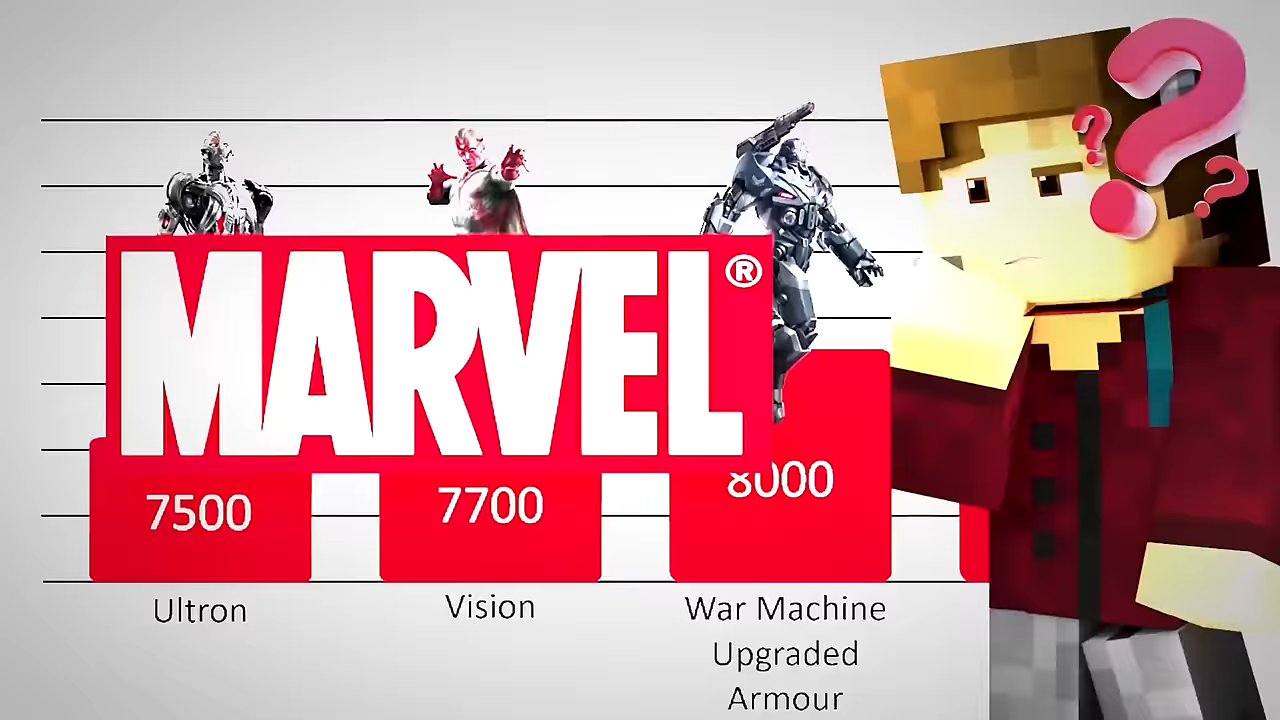 ? ? ?
MARVEL®
7500 7700 8000
Ultron Vision War Machine
Upgraded
Armour